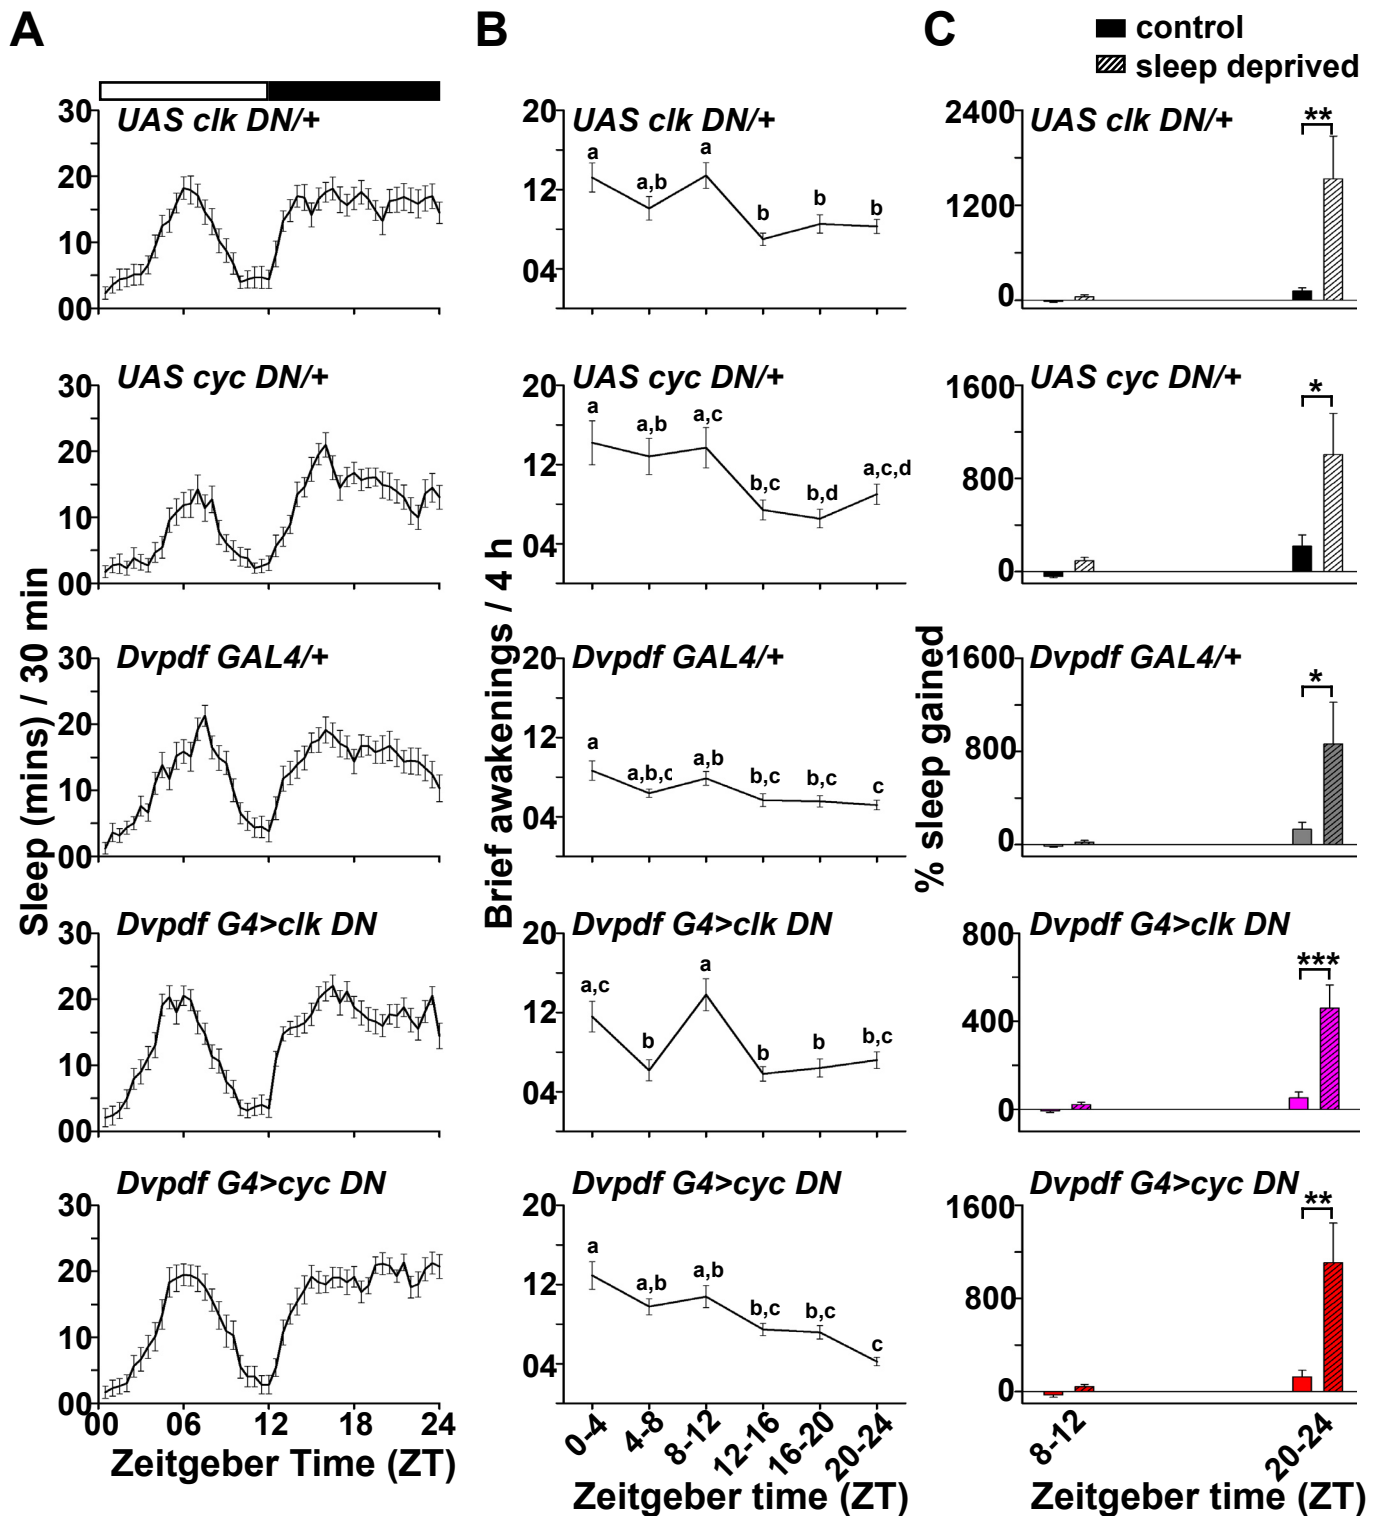 A
B
C
control
sleep deprived
Sleep (mins) / 30 min
Brief awakenings / 4 h
% sleep gained
30
20
10
00
UAS clk DN/+
20
12
04
UAS clk DN/+
a
a,b
a
b
b
b
2400
1200
0
UAS clk DN/+
**
30
20
10
00
UAS cyc DN/+
20
12
04
UAS cyc DN/+
a
a,b
a,c
b,c
b,d
a,c,d
1600
800
0
UAS cyc DN/+
*
30
20
10
00
Dvpdf GAL4/+
20
12
04
Dvpdf GAL4/+
a
a,b,c
a,b
b,c
b,c
c
1600
800
0
Dvpdf GAL4/+
*
30
20
10
00
Dvpdf G4>clk DN
20
12
04
Dvpdf G4>clk DN
a,c
b
a
b
b
b,c
800
400
0
Dvpdf G4>clk DN
***
30
20
10
00
Dvpdf G4>cyc DN
20
12
04
Dvpdf G4>cyc DN
a
a,b
a,b
b,c
b,c
c
1600
800
0
Dvpdf G4>cyc DN
**
00 06 12 18 24
Zeitgeber Time (ZT)
0-4 4-8 8-12 12-16 16-20 20-24
Zeitgeber time (ZT)
8-12 20-24
Zeitgeber time (ZT)